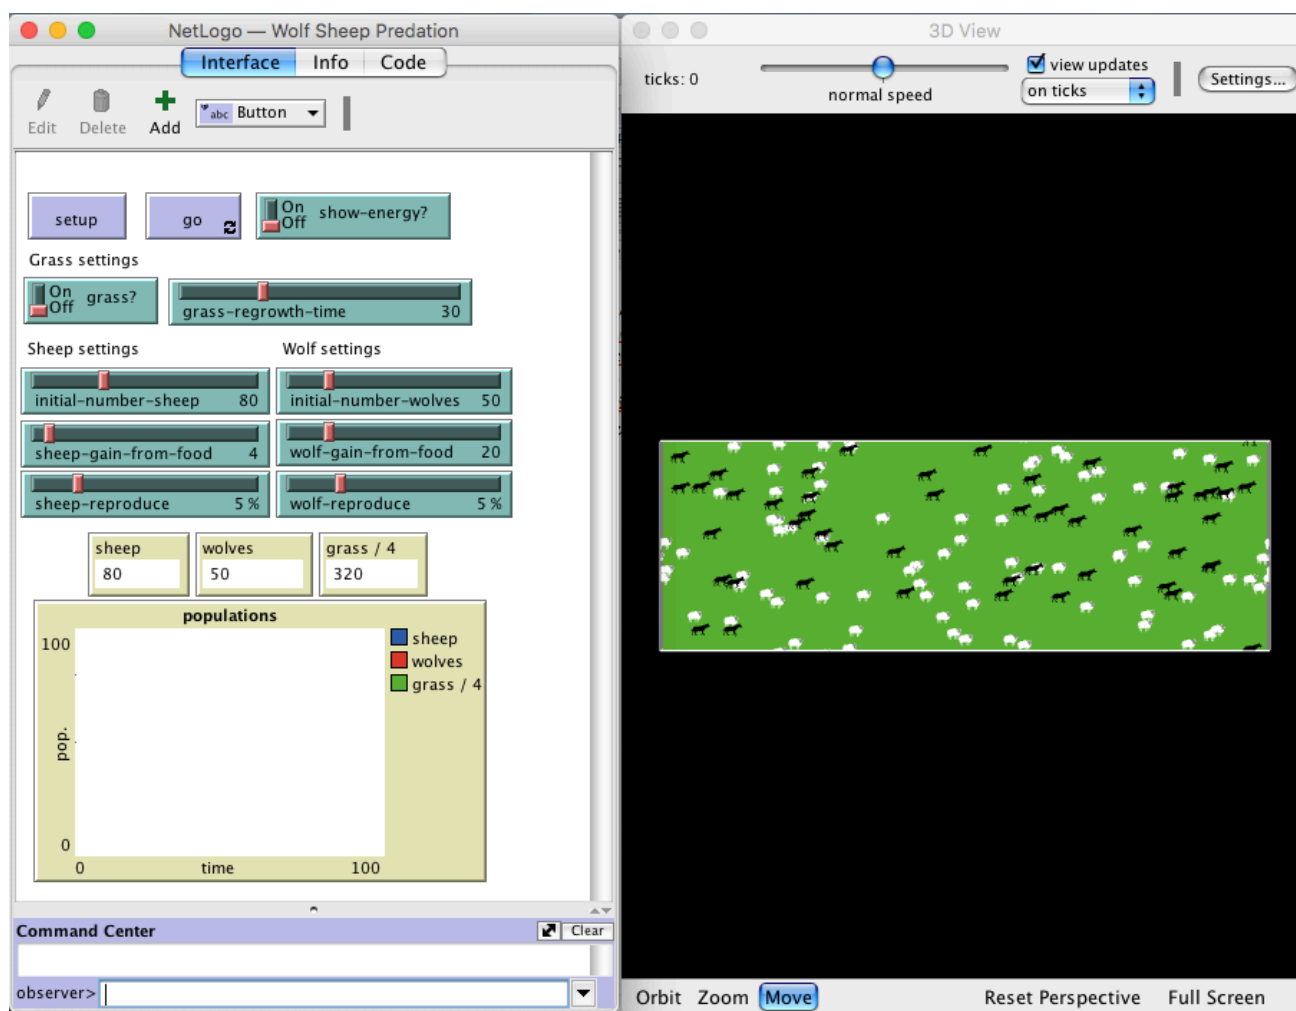 NetLogo — Wolf Sheep Predation
Interface Info Code
Edit Delete Add abc Button
setup go On Off show-energy?
Grass settings
On Off grass? grass-regrowth-time 30
Sheep settings Wolf settings
initial-number-sheep 80 initial-number-wolves 50
sheep-gain-from-food 4 wolf-gain-from-food 20
sheep-reproduce 5 % wolf-reproduce 5 %
sheep wolves grass / 4
80 50 320
populations
100
pop.
0
0 time 100
sheep
wolves
grass / 4
Command Center Clear
observer>
3D View
ticks: 0 normal speed view updates
on ticks Settings...
Orbit Zoom Move Reset Perspective Full Screen